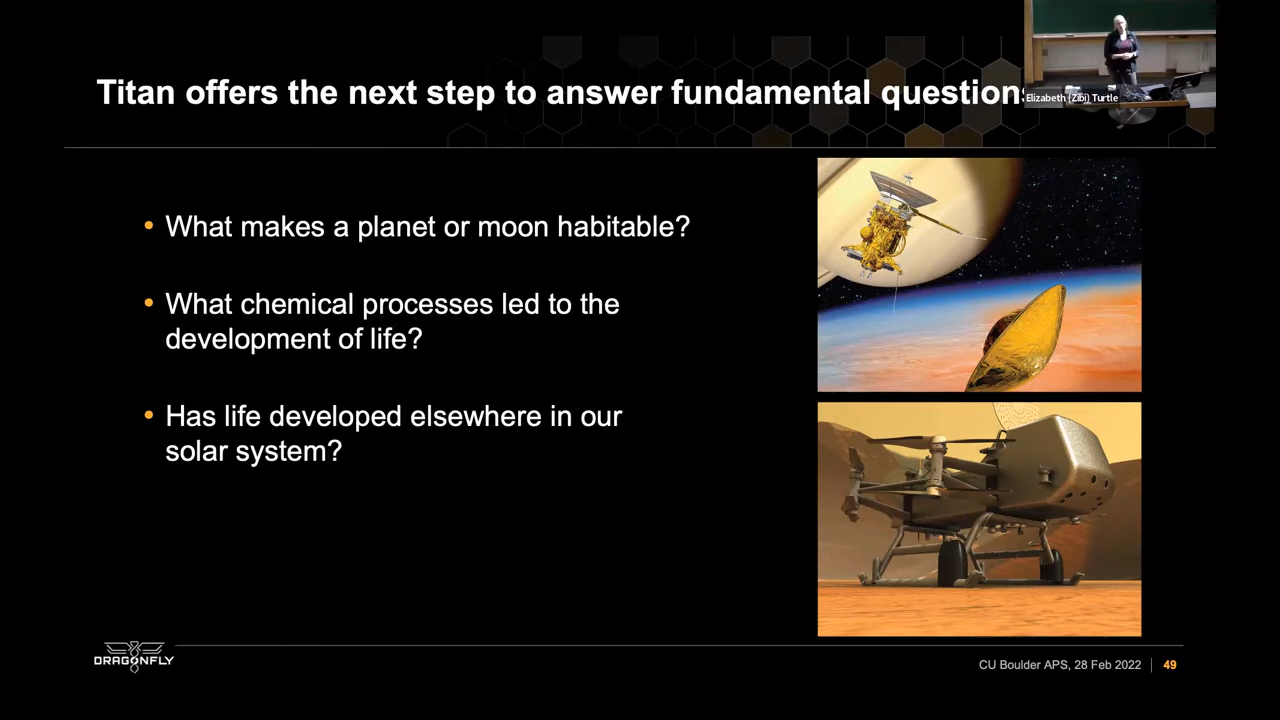 Titan offers the next step to answer fundamental questions
Elizabeth (Zibi) Turtle
• What makes a planet or moon habitable?
• What chemical processes led to the
development of life?
• Has life developed elsewhere in our
solar system?
DRAGONFLY
CU Boulder APS, 28 Feb 2022
49